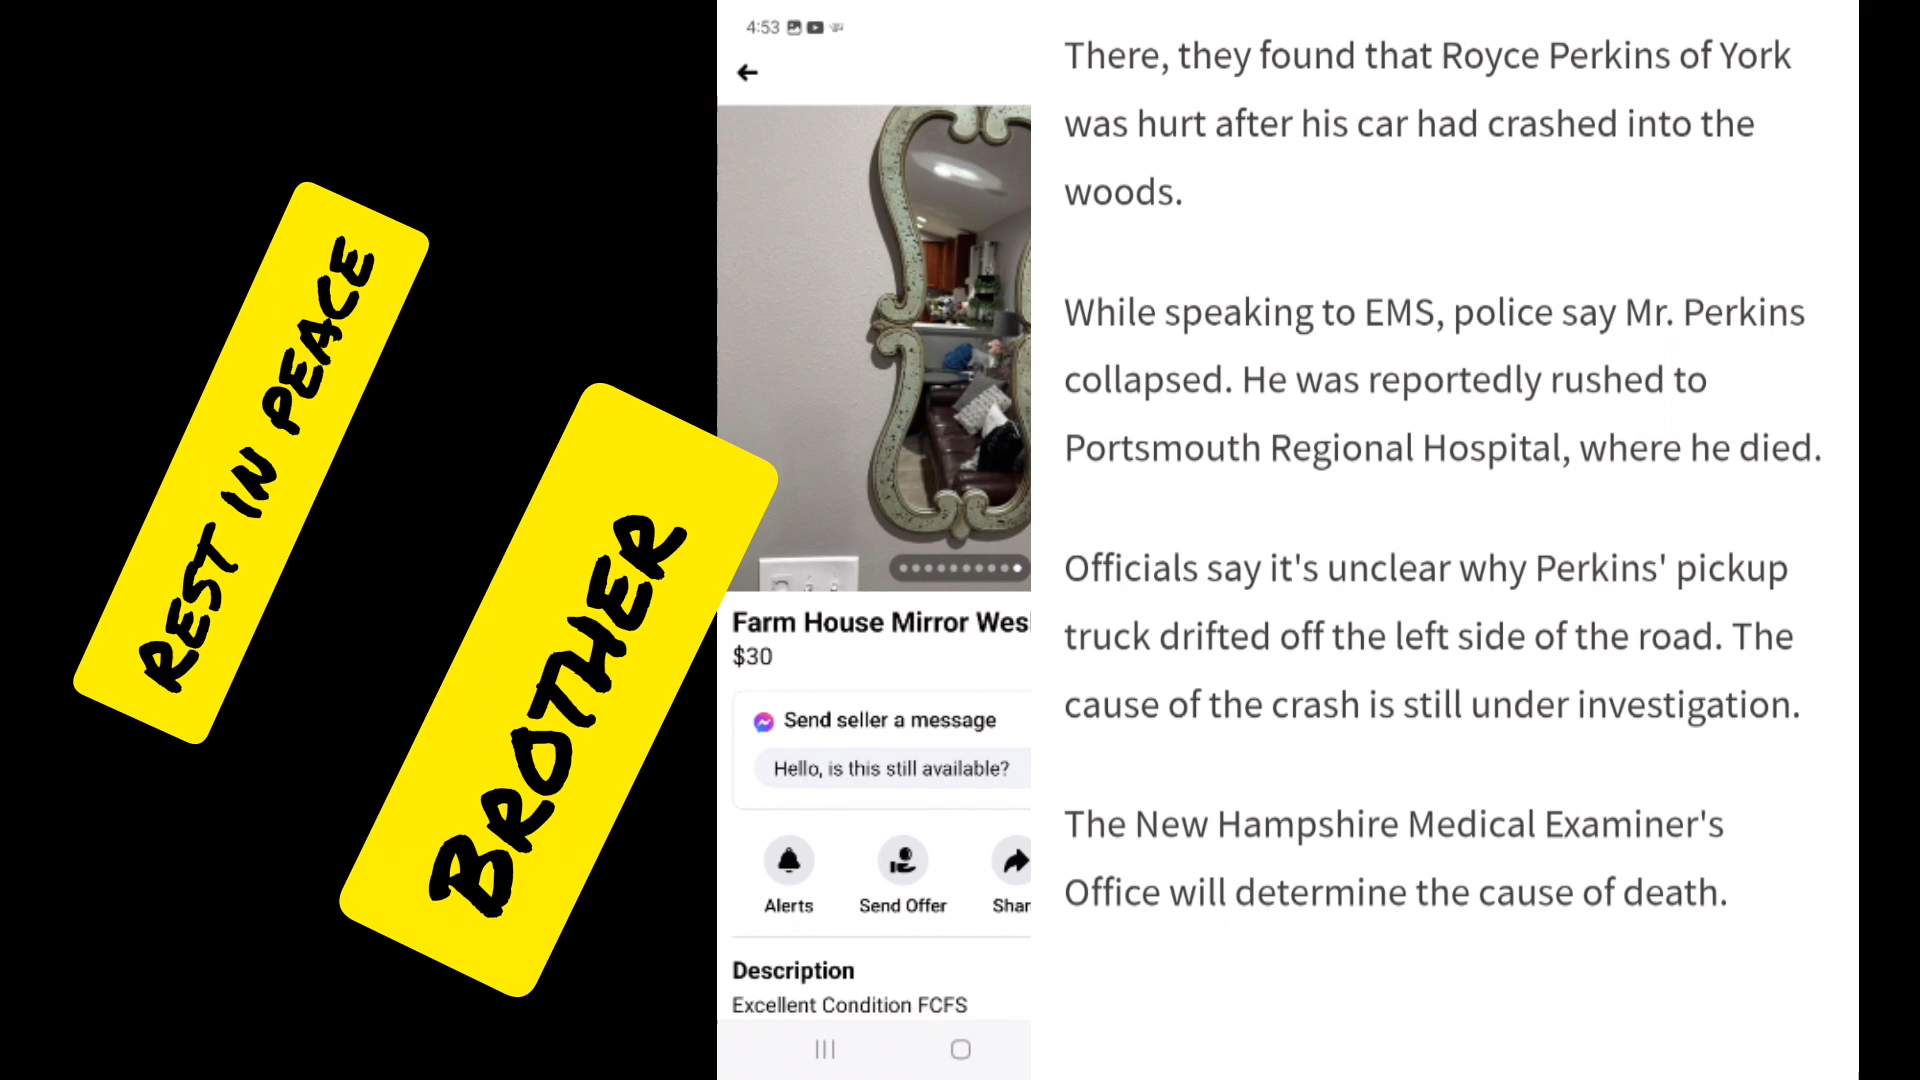 REST IN PEACE
BROTHER
4:53
Farm House Mirror Wes
$30
Send seller a message
Hello, is this still available?
Alerts
Send Offer
Shar
Description
Excellent Condition FCFS
There, they found that Royce Perkins of York
was hurt after his car had crashed into the
woods.
While speaking to EMS, police say Mr. Perkins
collapsed. He was reportedly rushed to
Portsmouth Regional Hospital, where he died.
Officials say it's unclear why Perkins' pickup
truck drifted off the left side of the road. The
cause of the crash is still under investigation.
The New Hampshire Medical Examiner's
Office will determine the cause of death.